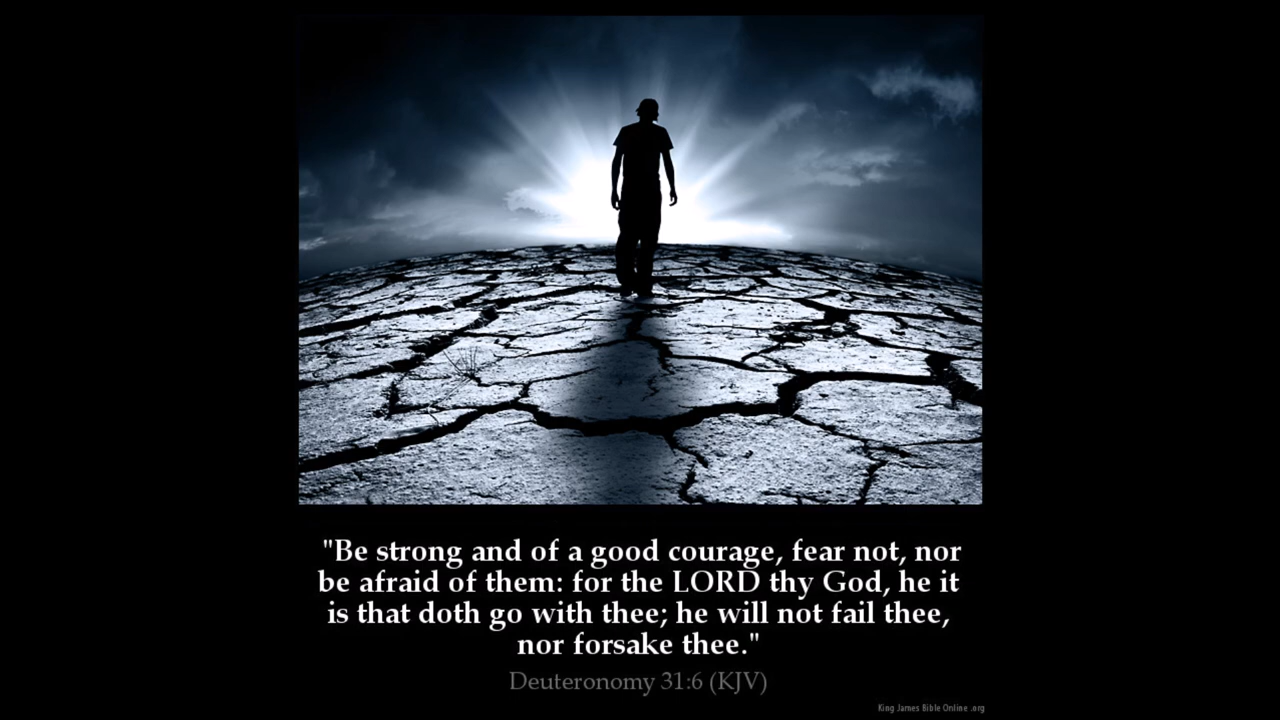 "Be strong and of a good courage, fear not, nor
be afraid of them: for the LORD thy God, he it
is that doth go with thee; he will not fail thee,
nor forsake thee."
Deuteronomy 31:6 (KJV)
King James Bible Online .org